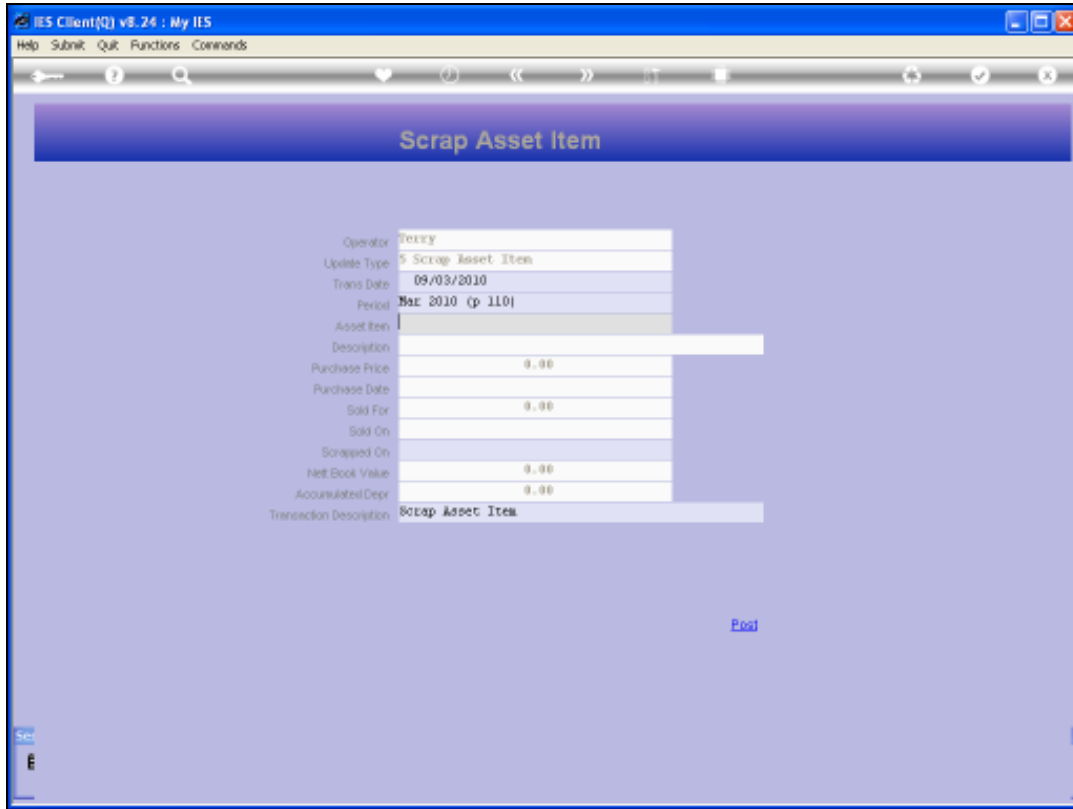 IES Client(Q) v8.24 : My IES
Help Submit Quit Functions Commands
Scrap Asset Item
Operator Terry
Update Type 5 Scrap Asset Item
Trans Date 09/03/2010
Period Mar 2010 (p 110)
Asset Item
Description
Purchase Price 0.00
Purchase Date
Sold For 0.00
Sold On
Scrapped On
Nett Book Value 0.00
Accumulated Depr 0.00
Transaction Description Scrap Asset Item
Post
Ses